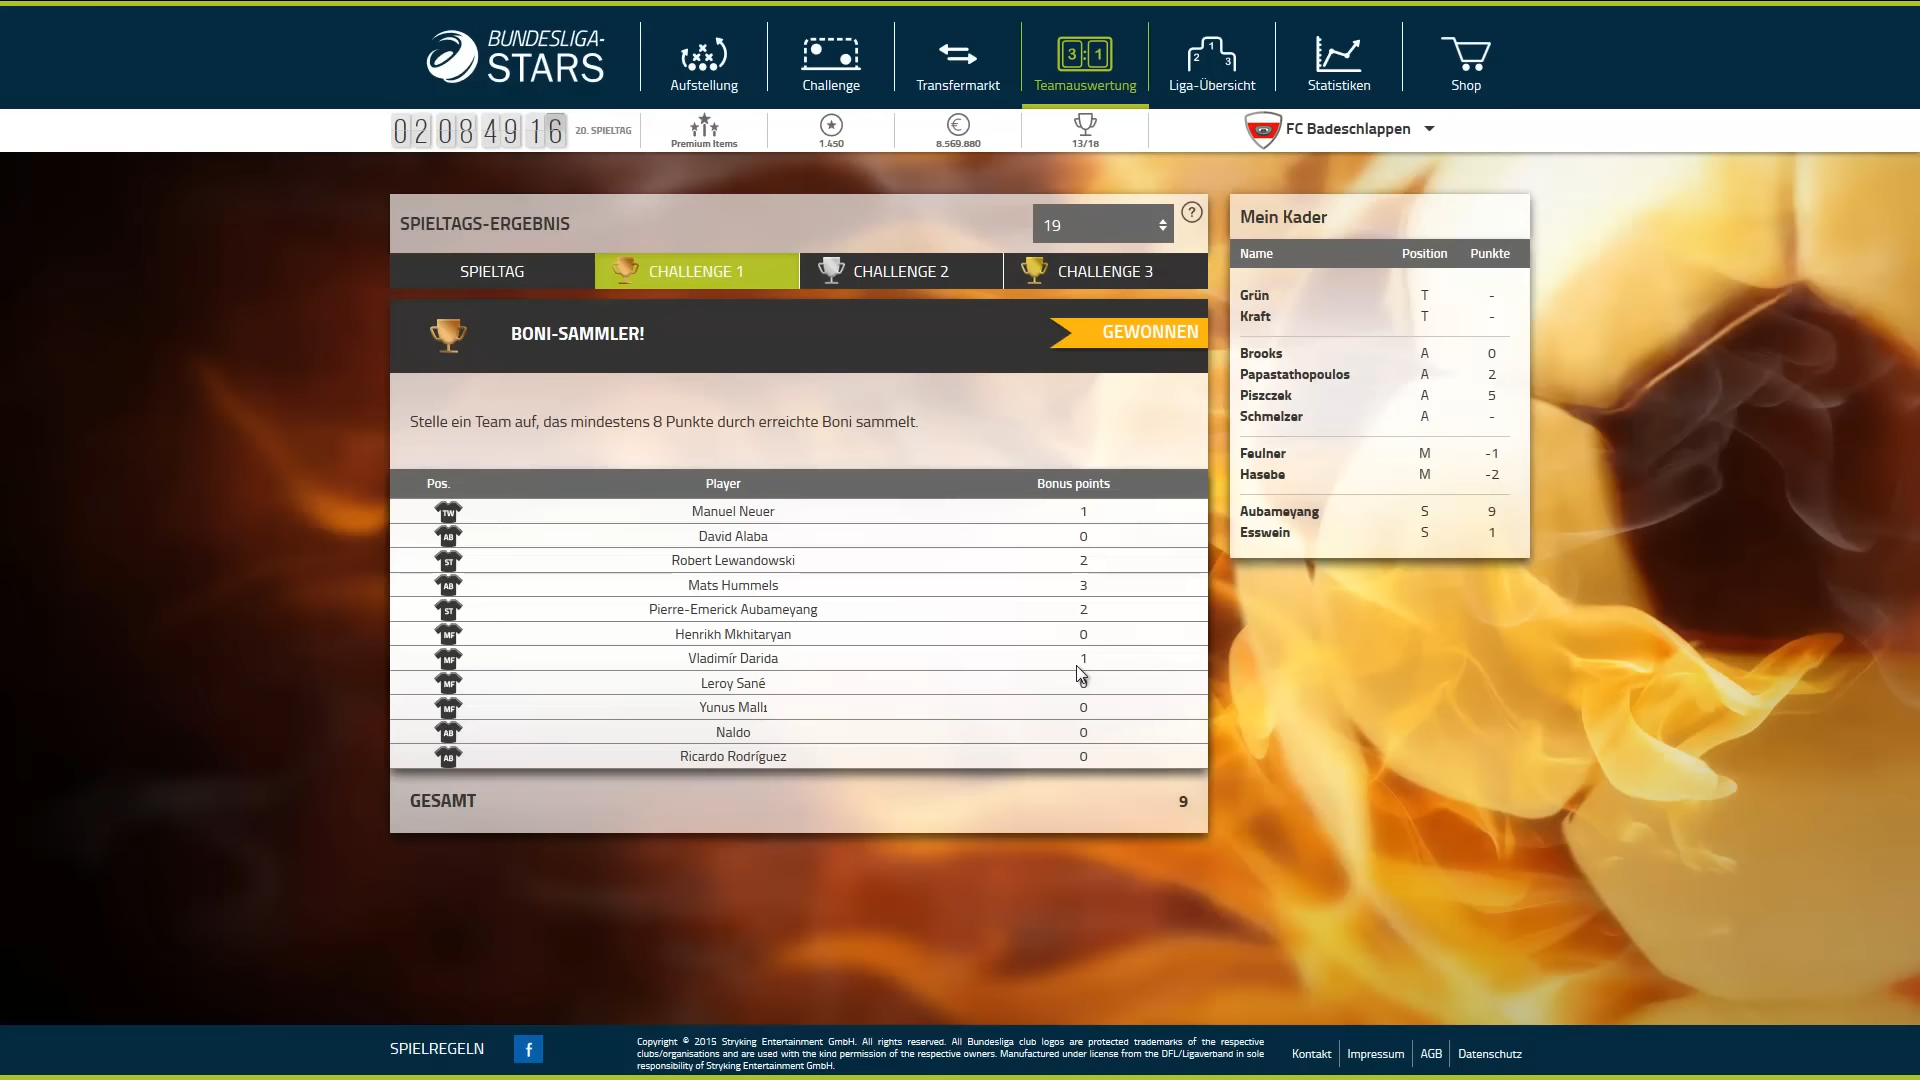 BUNDESLIGA-
STARS
Aufstellung
Challenge
3:1
Teamauswertung
Transfermarkt
1
2
3
Liga-Übersicht
Statistiken
Shop
02 08 49 16
20. SPIELTAG
Premium Items
1.450
8.569.880
13/18
FC Badeschlappen
SPIELTAGS-ERGEBNIS
19
?
SPIELTAG
CHALLENGE 1
CHALLENGE 2
CHALLENGE 3
BONI-SAMMLER!
GEWONNEN
Stelle ein Team auf, das mindestens 8 Punkte durch erreichte Boni sammelt.
Pos. Player Bonus points
TW Manuel Neuer 1
AB David Alaba 0
ST Robert Lewandowski 2
AB Mats Hummels 3
ST Pierre-Emerick Aubameyang 2
MF Henrikh Mkhitaryan 0
MF Vladimír Darida 1
MF Leroy Sané 0
MF Yunus Mallı 0
AB Naldo 0
AB Ricardo Rodríguez 0
GESAMT 9
Mein Kader
Name Position Punkte
Grün T -
Kraft T -
Brooks A 0
Papastathopoulos A 2
Piszczek A 5
Schmelzer A -
Feulner M -1
Hasebe M -2
Aubameyang S 9
Esswein S 1
SPIELREGELN
f
Copyright © 2015 Stryking Entertainment GmbH. All rights reserved. All Bundesliga club logos are protected trademarks of the respective
clubs/organisations and are used with the kind permission of the respective owners. Manufactured under license from the DFL/Ligaverband in sole
responsibility of Stryking Entertainment GmbH.
Kontakt
Impressum
AGB
Datenschutz